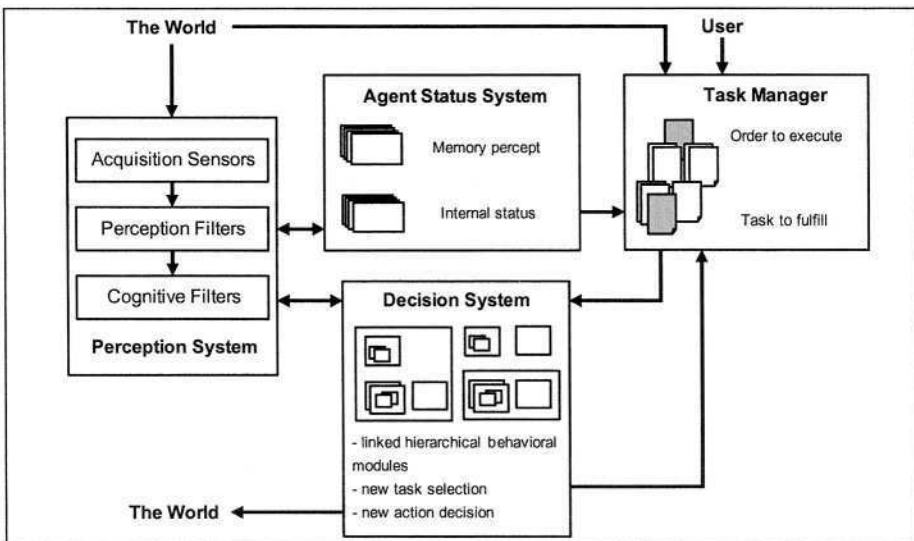 The World
User
Agent Status System
Memory percept
Internal status
Task Manager
Order to execute
Task to fulfill
Acquisition Sensors
Perception Filters
Cognitive Filters
Perception System
Decision System
- linked hierarchical behavioral
modules
- new task selection
- new action decision
The World